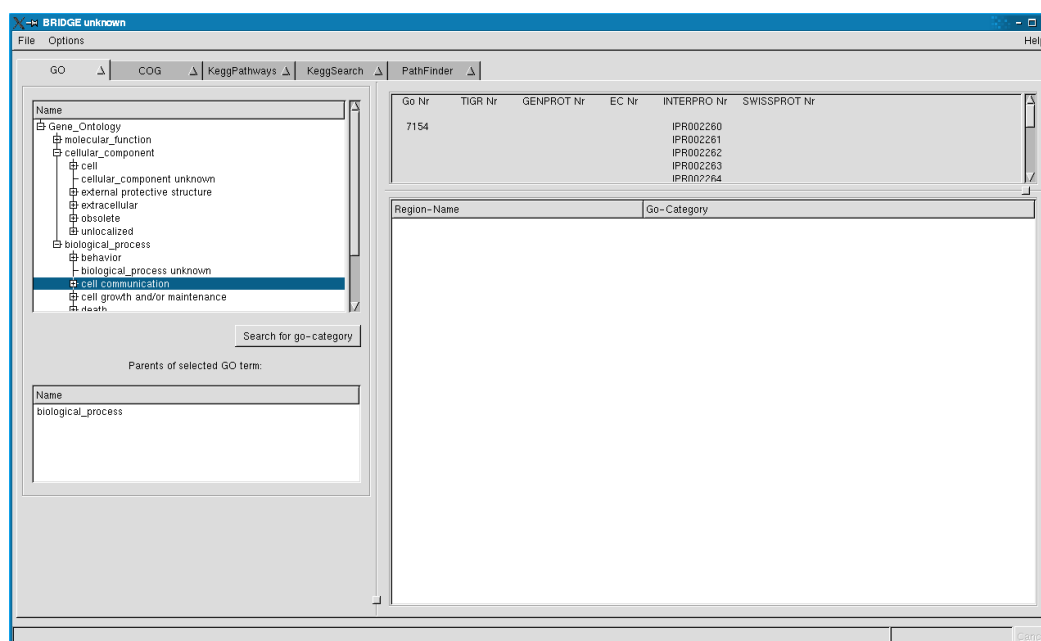 BRIDGE unknown
File Options Help
GO COG KeggPathways KeggSearch PathFinder
Name
Gene_Ontology
molecular_function
cellular_component
cell
cellular_component unknown
external protective structure
extracellular
obsolete
unlocalized
biological_process
behavior
biological_process unknown
cell communication
cell growth and/or maintenance
death
Search for go-category
Parents of selected GO term:
Name
biological_process
Go Nr TIGR Nr GENPROT Nr EC Nr INTERPRO Nr SWISSPROT Nr
7154 IPR002260
IPR002261
IPR002262
IPR002263
IPR002264
Region-Name Go-Category